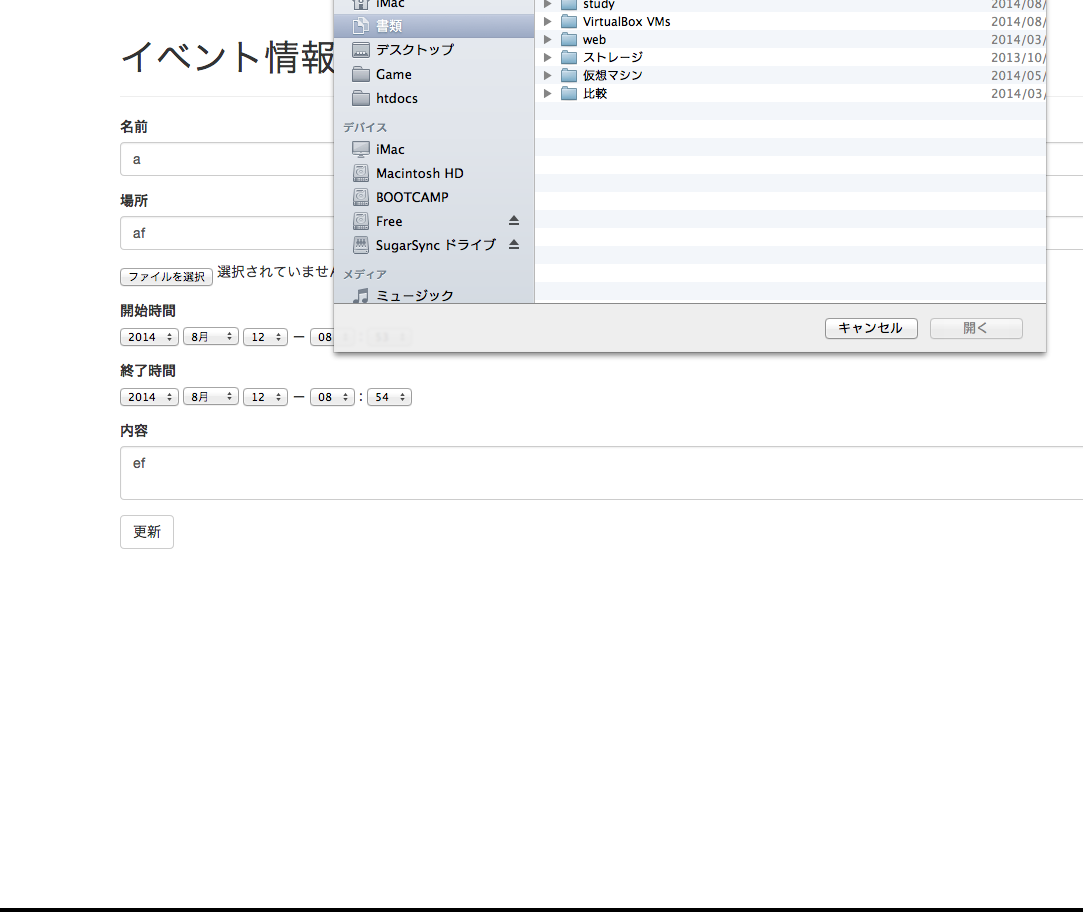 イベント情報
名前
a
場所
af
ファイルを選択 選択されていません
開始時間
2014 8月 12 — 08
終了時間
2014 8月 12 — 08 : 54
内容
ef
更新
iMac
書類
デスクトップ
Game
htdocs
デバイス
iMac
Macintosh HD
BOOTCAMP
Free
SugarSync ドライブ
メディア
ミュージック
study 2014/08/
VirtualBox VMs 2014/08/
web 2014/03/
ストレージ 2013/10/
仮想マシン 2014/05/
比較 2014/03/
キャンセル 開く